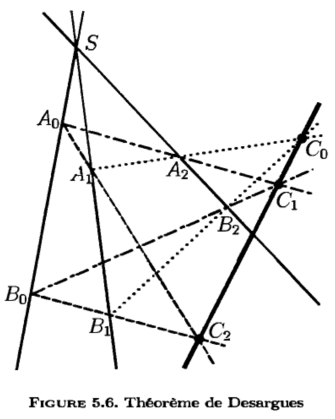 S
A₀
A₁
A₂
C₀
C₁
B₂
B₀
B₁
C₂
FIGURE 5.6. Théorème de Desargues